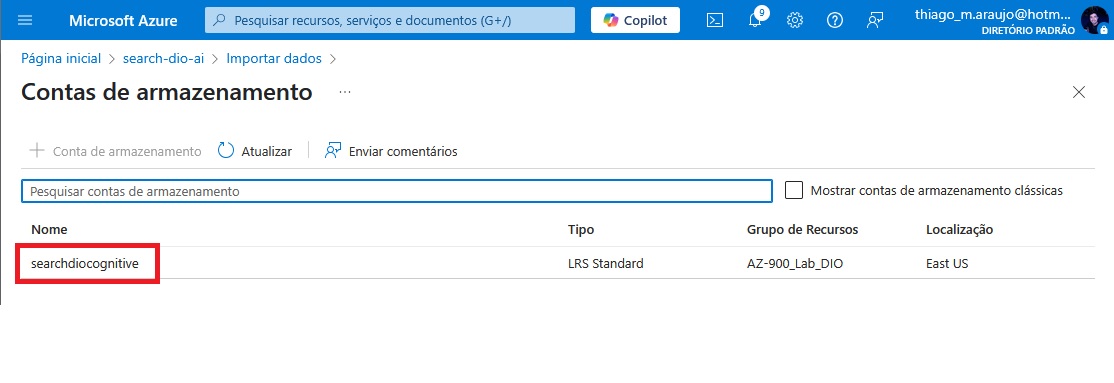 Microsoft Azure
Pesquisar recursos, serviços e documentos (G+/)
Copilot
9
thiago_m.araujo@hotm...
DIRETÓRIO PADRÃO
Página inicial > search-dio-ai > Importar dados >
Contas de armazenamento ...
+ Conta de armazenamento Atualizar Enviar comentários
Pesquisar contas de armazenamento
Mostrar contas de armazenamento clássicas
Nome Tipo Grupo de Recursos Localização
searchdiocognitive LRS Standard AZ-900_Lab_DIO East US